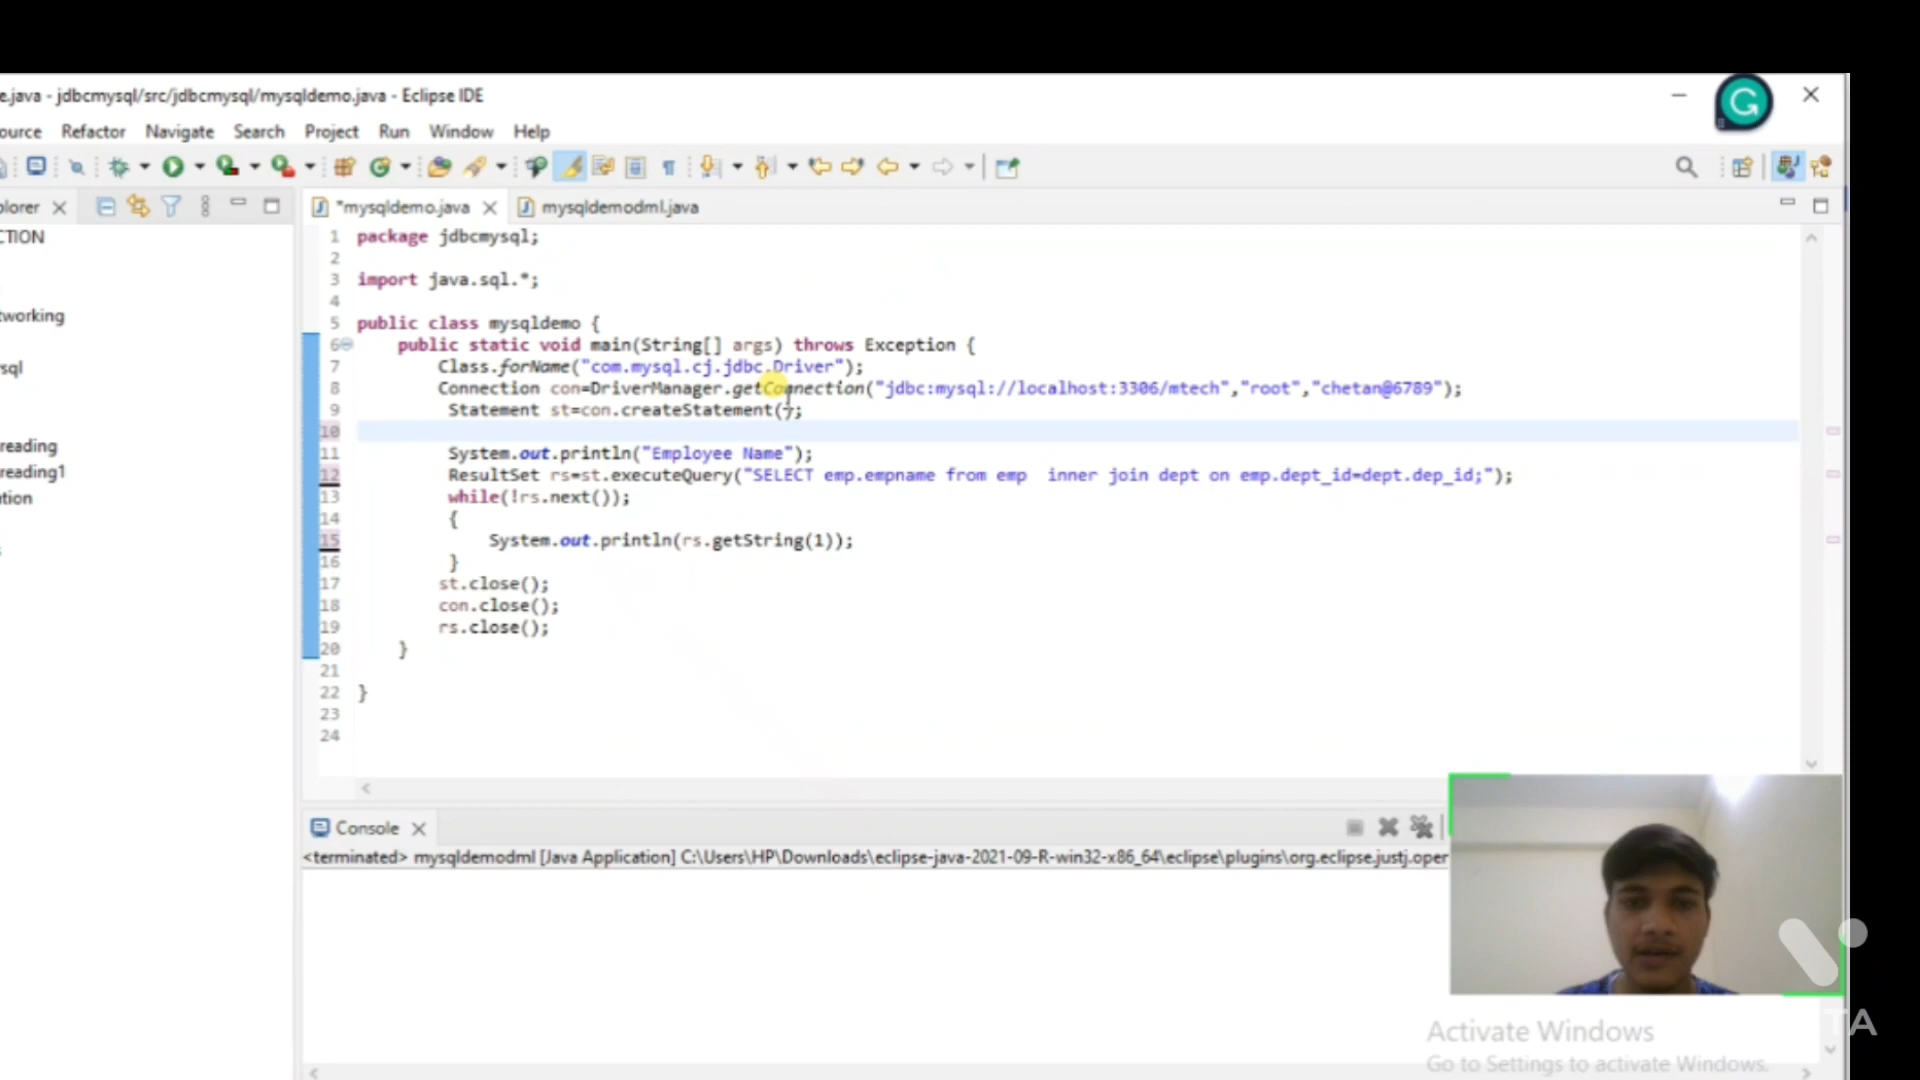 e.java - jdbcmysql/src/jdbcmysql/mysqldemo.java - Eclipse IDE
ource Refactor Navigate Search Project Run Window Help
plorer
*mysqldemo.java mysqldemodml.java
CTION
tworking
sql
reading
reading1
ation
1 package jdbcmysql;
2
3 import java.sql.*;
4
5 public class mysqldemo {
6 public static void main(String[] args) throws Exception {
7 Class.forName("com.mysql.cj.jdbc.Driver");
8 Connection con=DriverManager.getConnection("jdbc:mysql://localhost:3306/mtech","root","chetan@6789");
9 Statement st=con.createStatement();
10
11 System.out.println("Employee Name");
12 ResultSet rs=st.executeQuery("SELECT emp.empname from emp  inner join dept on emp.dept_id=dept.dep_id;");
13 while(!rs.next());
14 {
15 System.out.println(rs.getString(1));
16 }
17 st.close();
18 con.close();
19 rs.close();
20 }
21
22 }
23
24
Console
<terminated> mysqldemodml [Java Application] C:\Users\HP\Downloads\eclipse-java-2021-09-R-win32-x86_64\eclipse\plugins\org.eclipse.justj.oper
Activate Windows
Go to Settings to activate Windows.